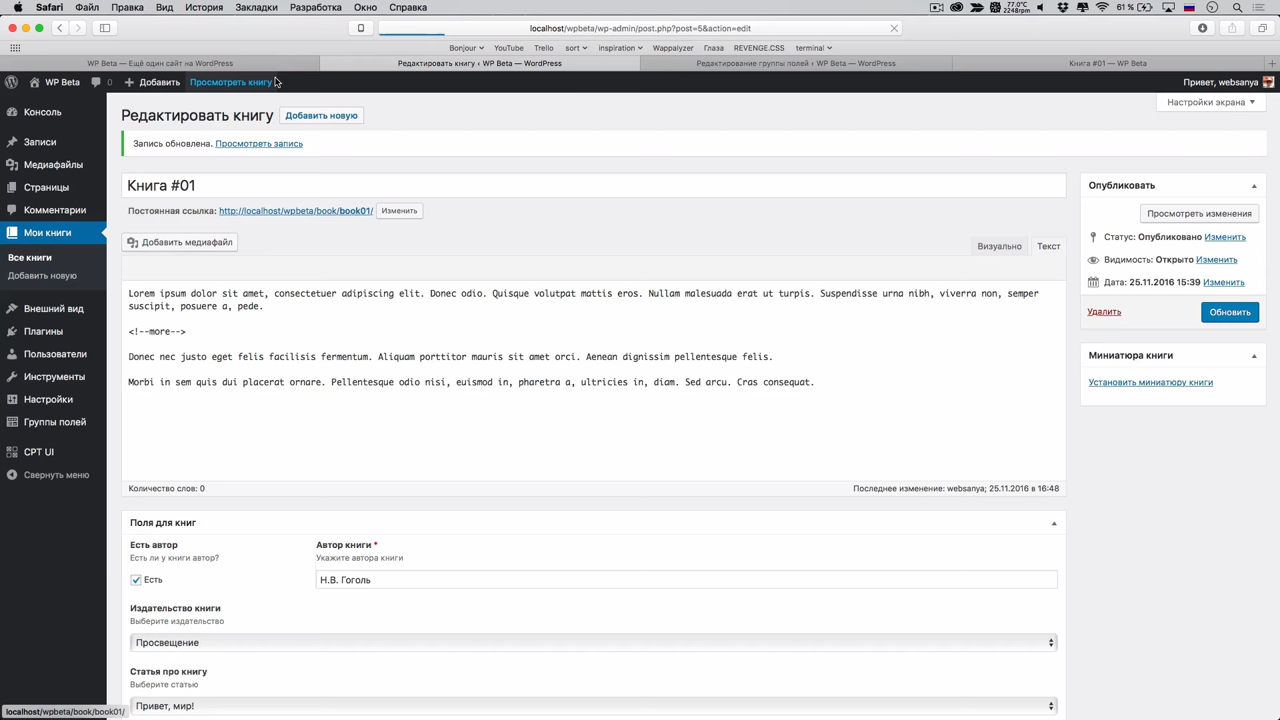 Safari Файл Правка Вид История Закладки Разработка Окно Справка
77.0°C 2248rpm 61 %
localhost/wpbeta/wp-admin/post.php?post=5&action=edit
Bonjour YouTube Trello sort inspiration Wappalyzer Глаза REVENGE.CSS terminal
WP Beta — Ещё один сайт на WordPress
Редактировать книгу ‹ WP Beta — WordPress
Редактирование группы полей ‹ WP Beta — WordPress
Книга #01 — WP Beta
WP Beta 0 Добавить Просмотреть книгу Привет, websanya
Настройки экрана
Консоль
Записи
Медиафайлы
Страницы
Комментарии
Мои книги
Все книги
Добавить новую
Внешний вид
Плагины
Пользователи
Инструменты
Настройки
Группы полей
CPT UI
Свернуть меню
Редактировать книгу Добавить новую
Запись обновлена. Просмотреть запись
Книга #01
Постоянная ссылка: http://localhost/wpbeta/book/book01/ Изменить
Добавить медиафайл
Визуально Текст
Lorem ipsum dolor sit amet, consectetuer adipiscing elit. Donec odio. Quisque volutpat mattis eros. Nullam malesuada erat ut turpis. Suspendisse urna nibh, viverra non, semper
suscipit, posuere a, pede.
<!--more-->
Donec nec justo eget felis facilisis fermentum. Aliquam porttitor mauris sit amet orci. Aenean dignissim pellentesque felis.
Morbi in sem quis dui placerat ornare. Pellentesque odio nisi, euismod in, pharetra a, ultricies in, diam. Sed arcu. Cras consequat.
Количество слов: 0
Последнее изменение: websanya; 25.11.2016 в 16:48
Поля для книг
Есть автор
Есть ли у книги автор?
Есть
Автор книги *
Укажите автора книги
Н.В. Гоголь
Издательство книги
Выберите издательство
Просвещение
Статья про книгу
Выберите статью
Привет, мир!
Опубликовать
Просмотреть изменения
Статус: Опубликовано Изменить
Видимость: Открыто Изменить
Дата: 25.11.2016 15:39 Изменить
Удалить Обновить
Миниатюра книги
Установить миниатюру книги
localhost/wpbeta/book/book01/